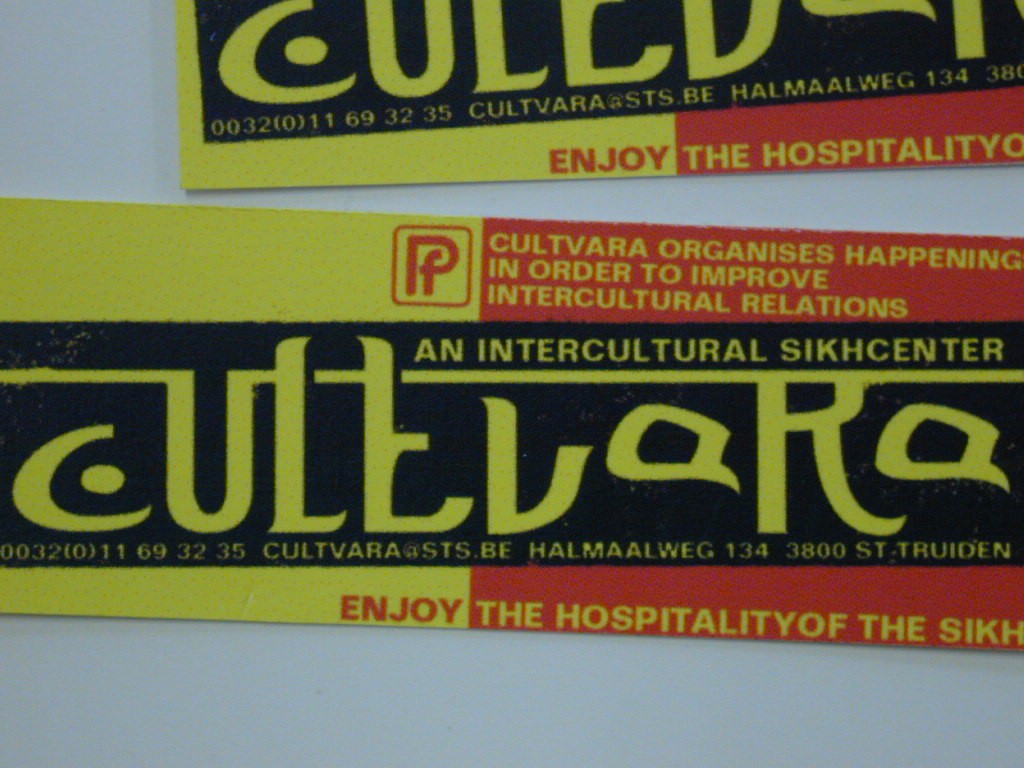 CULTVARA
0032(0)11 69 32 35 CULTVARA@STS.BE HALMAALWEG 134 380
ENJOY THE HOSPITALITYO
CULTVARA ORGANISES HAPPENING
IN ORDER TO IMPROVE
INTERCULTURAL RELATIONS
AN INTERCULTURAL SIKHCENTER
CULTVARA
0032(0)11 69 32 35 CULTVARA@STS.BE HALMAALWEG 134 3800 ST-TRUIDEN
ENJOY THE HOSPITALITYOF THE SIKH